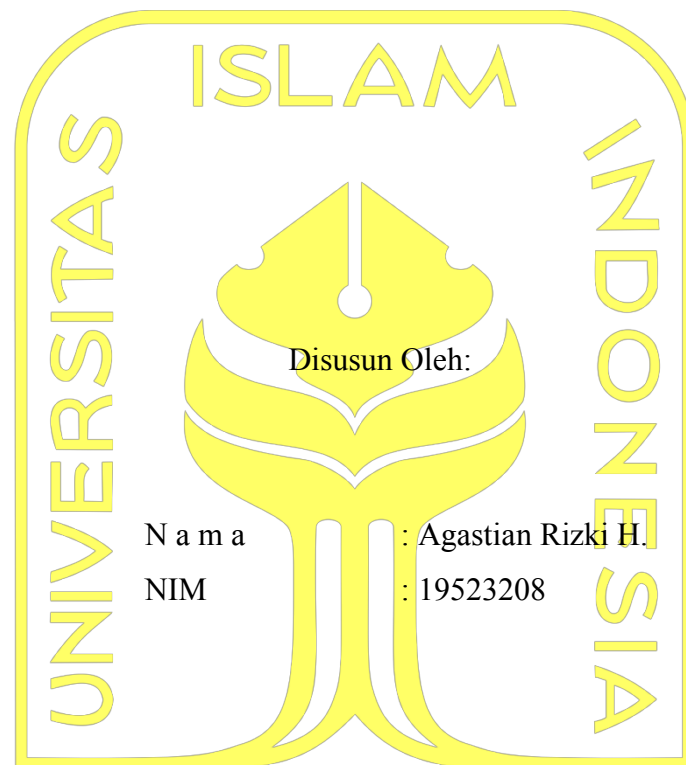 ISLAM
UNIVERSITAS
INDONESIA
Disusun Oleh:
N a m a : Agastian Rizki H.
NIM : 19523208